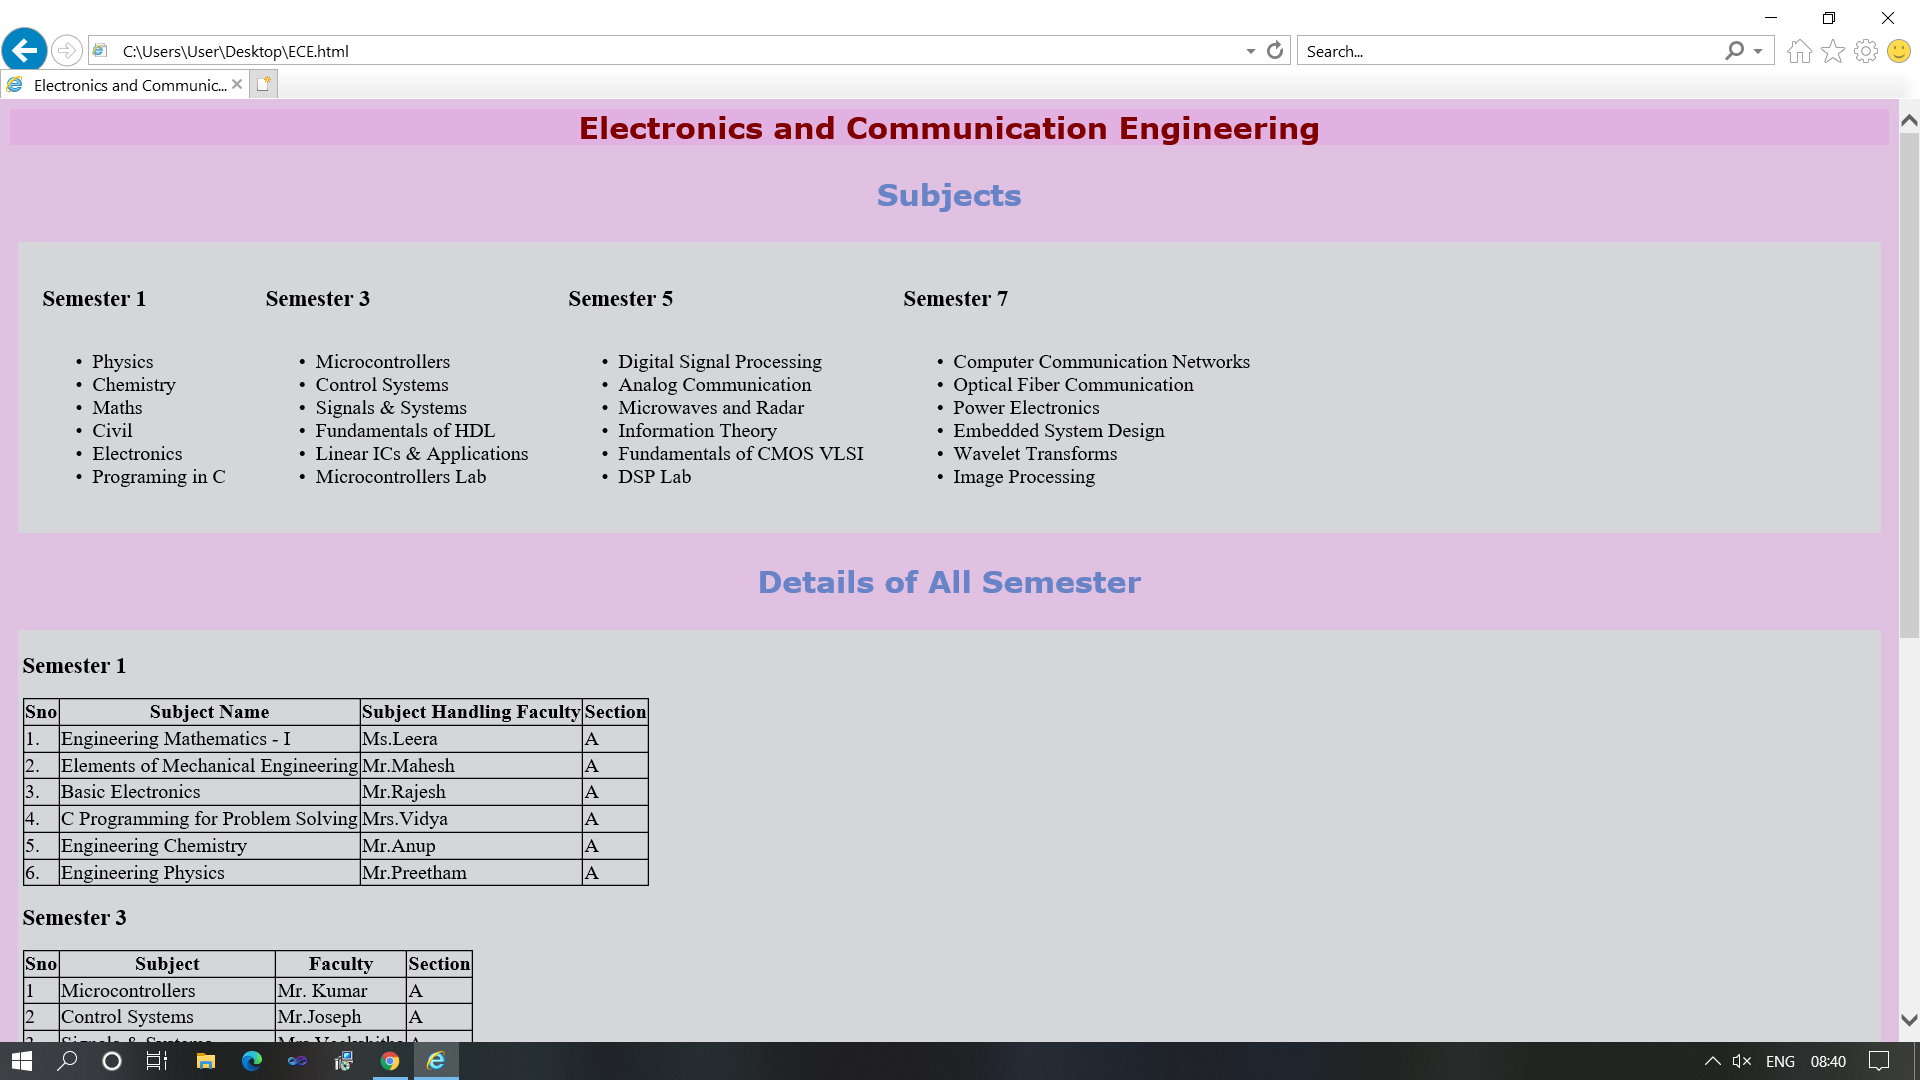 C:\Users\User\Desktop\ECE.html
Search...
Electronics and Communic...
Electronics and Communication Engineering
Subjects
Semester 1 Semester 3 Semester 5 Semester 7
• Physics • Microcontrollers • Digital Signal Processing • Computer Communication Networks
• Chemistry • Control Systems • Analog Communication • Optical Fiber Communication
• Maths • Signals & Systems • Microwaves and Radar • Power Electronics
• Civil • Fundamentals of HDL • Information Theory • Embedded System Design
• Electronics • Linear ICs & Applications • Fundamentals of CMOS VLSI • Wavelet Transforms
• Programing in C • Microcontrollers Lab • DSP Lab • Image Processing
Details of All Semester
Semester 1
Sno Subject Name Subject Handling Faculty Section
1. Engineering Mathematics - I Ms.Leera A
2. Elements of Mechanical Engineering Mr.Mahesh A
3. Basic Electronics Mr.Rajesh A
4. C Programming for Problem Solving Mrs.Vidya A
5. Engineering Chemistry Mr.Anup A
6. Engineering Physics Mr.Preetham A
Semester 3
Sno Subject Faculty Section
1 Microcontrollers Mr. Kumar A
2 Control Systems Mr.Joseph A
3 Signals & Systems
ENG 08:40